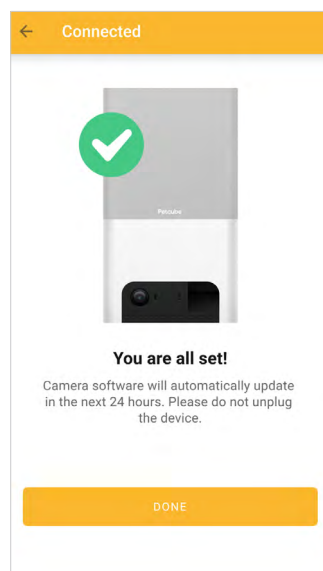 Connected
Petcube
You are all set!
Camera software will automatically update
in the next 24 hours. Please do not unplug
the device.
DONE